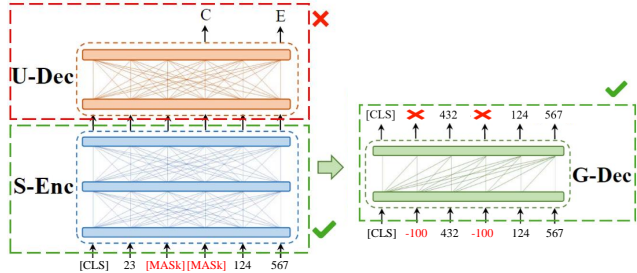 C E
U-Dec
S-Enc
[CLS] 23 [MASk] [MASk] 124 567
[CLS] 432 124 567
G-Dec
[CLS] -100 432 -100 124 567